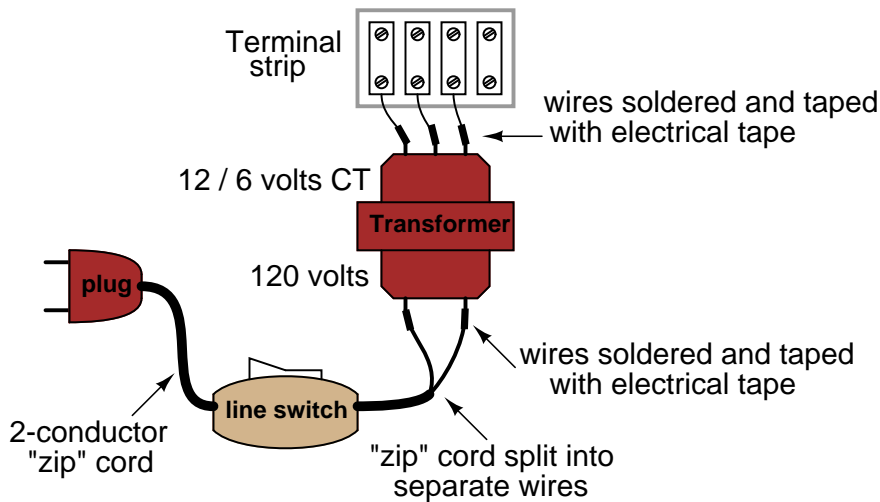 Terminal
strip
wires soldered and taped
with electrical tape
12 / 6 volts CT
Transformer
120 volts
plug
wires soldered and taped
with electrical tape
line switch
2-conductor
"zip" cord
"zip" cord split into
separate wires